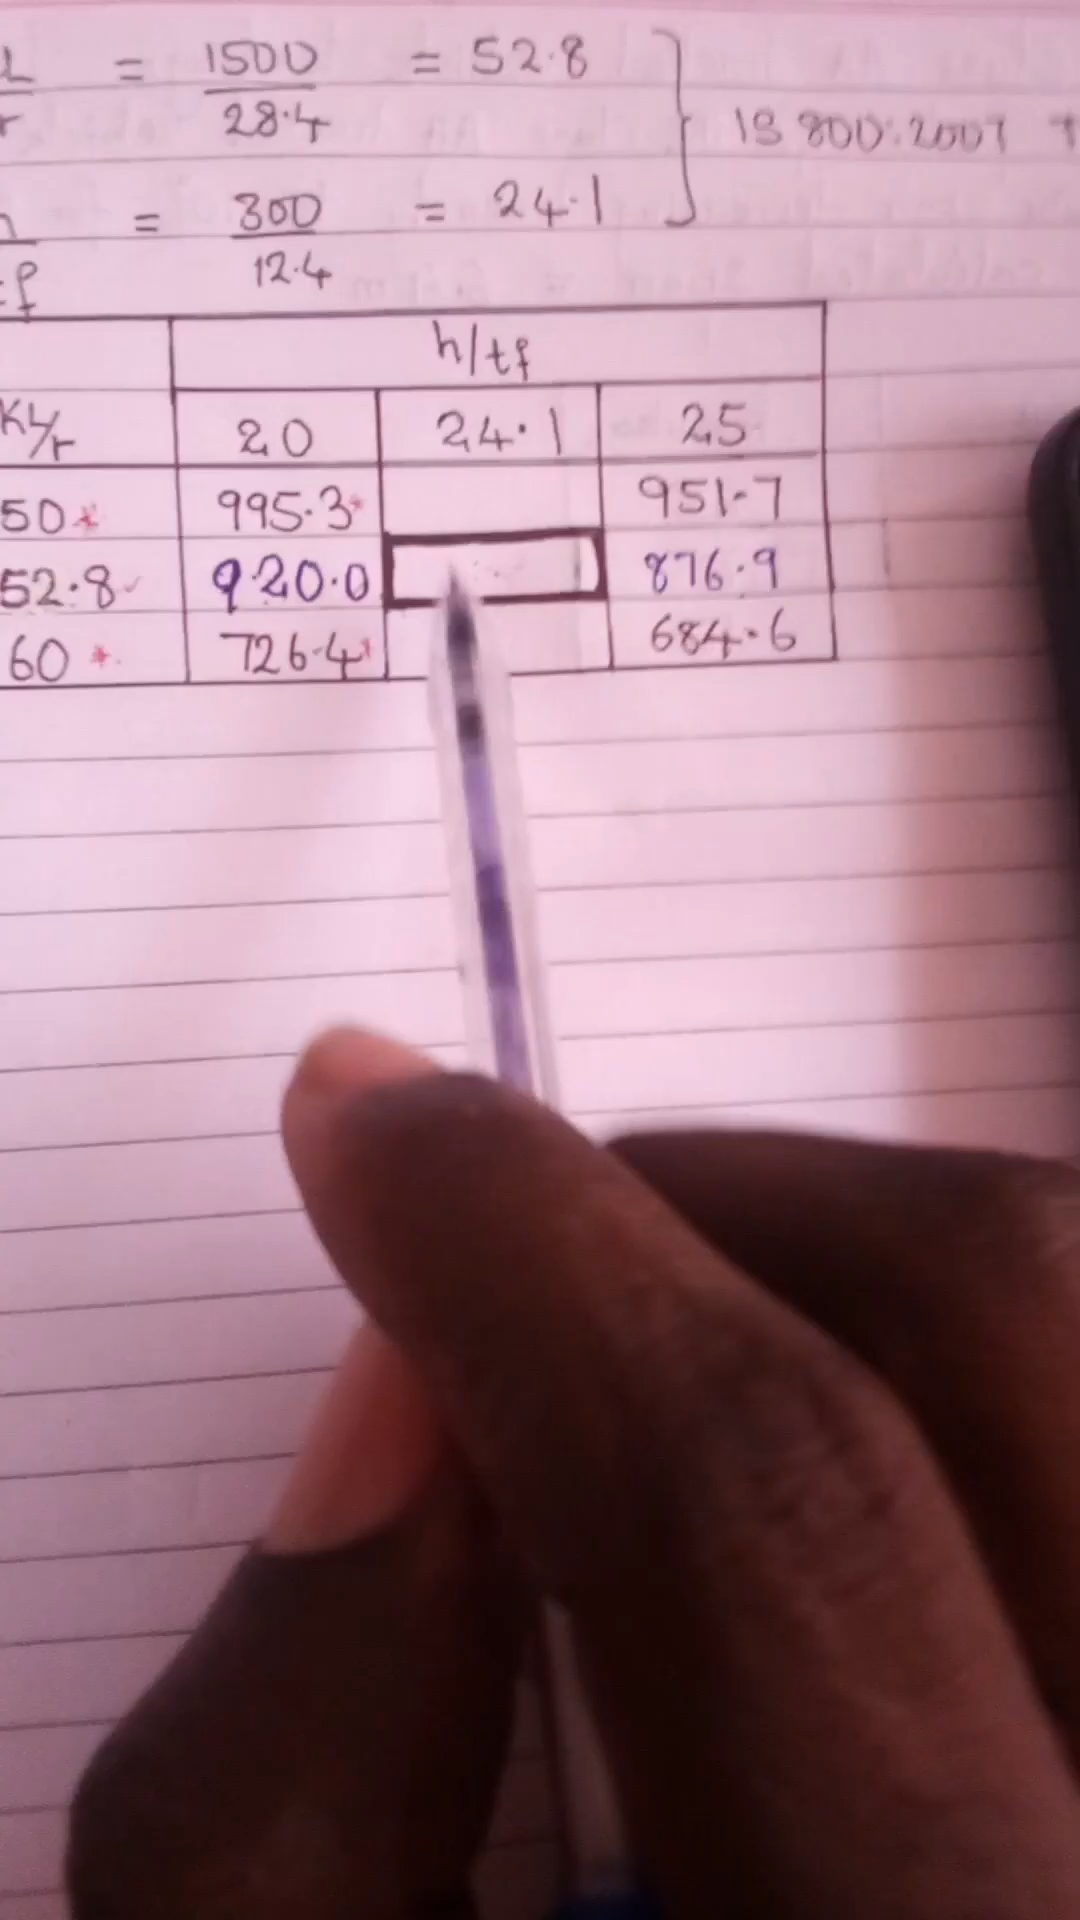 L/r = 1500/28.4 = 52.8
IS 800:2007
h/tf = 300/12.4 = 24.1
h/tf
KL/r 20 24.1 25
50* 995.3* 951.7
52.8 920.0 876.9
60* 726.4* 684.6